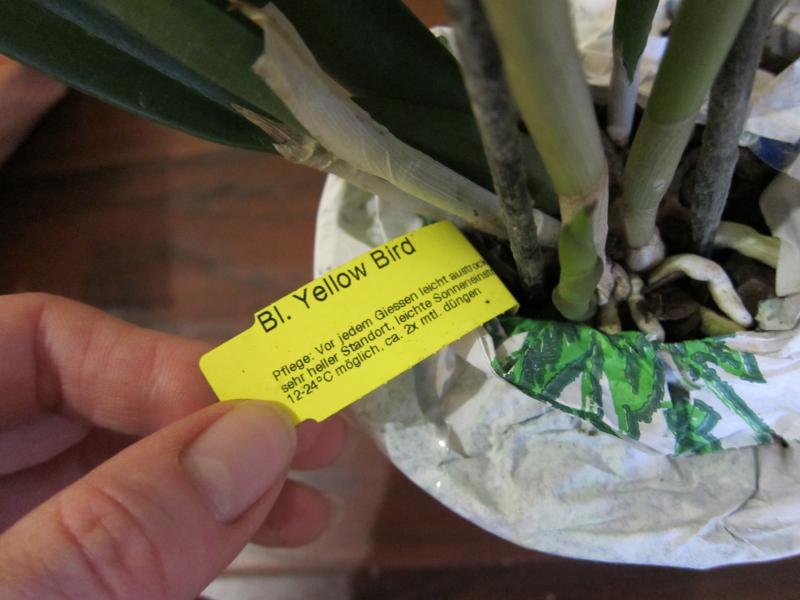 Bl. Yellow Bird
Pflege: Vor jedem Giessen leicht
sehr heller Standort, leichte
12-24°C möglich, ca. 2x mtl. düngen